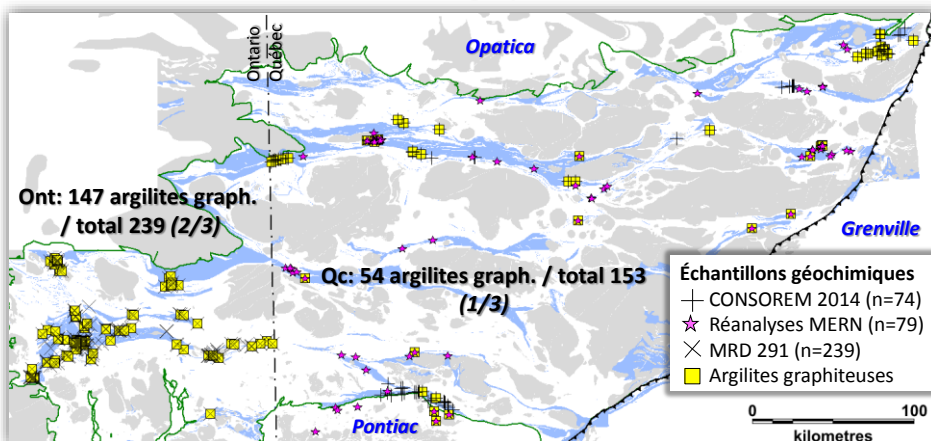 Opatica
Ontario
Québec
Ont: 147 argilites graph.
/ total 239 (2/3)
Grenville
Qc: 54 argilites graph. / total 153
(1/3)
Échantillons géochimiques
CONSOREM 2014 (n=74)
Réanalyses MERN (n=79)
MRD 291 (n=239)
Argilites graphiteuses
Pontiac
0 100
kilometres